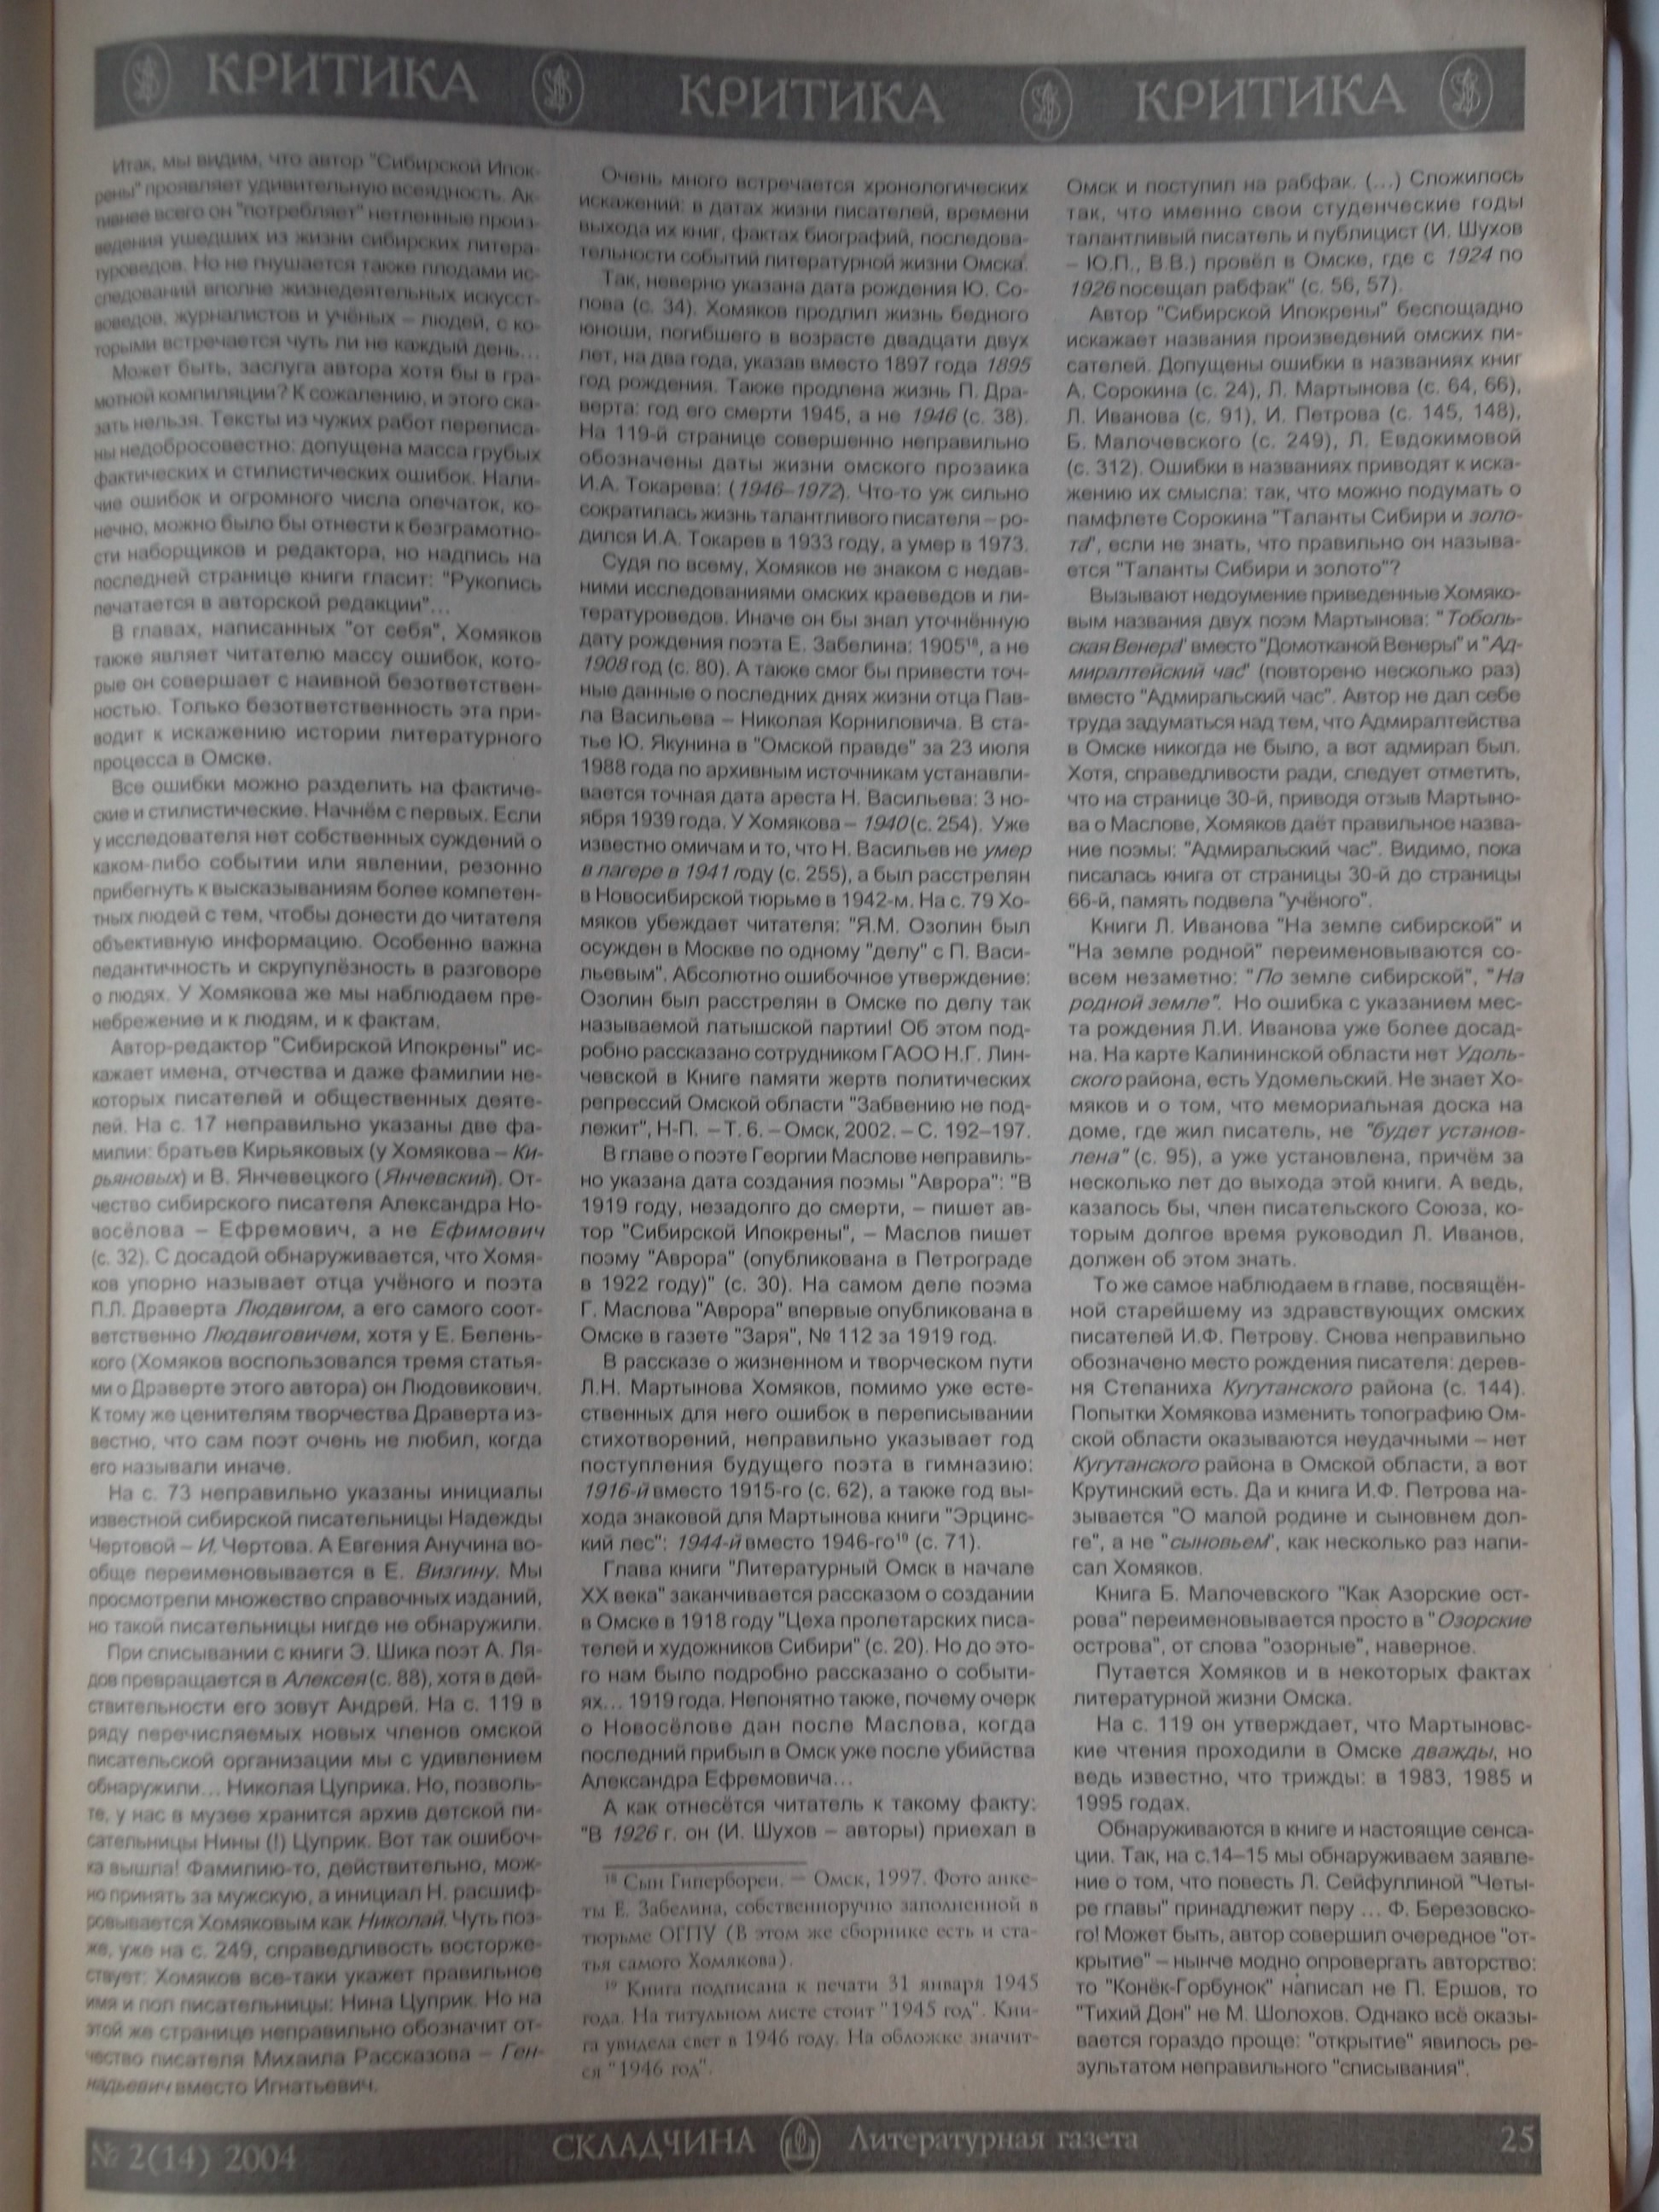 КРИТИКА КРИТИКА КРИТИКА
Итак, мы видим, что автор "Сибирской Ипок-
рены" проявляет удивительную всеядность. Ак-
тивнее всего он "потребляет" нетленные произ-
ведения ушедших из жизни сибирских литера-
туроведов. Но не гнушается также плодами ис-
следований вполне жизнедеятельных искусст-
воведов, журналистов и учёных – людей, с ко-
торыми встречается чуть ли не каждый день...
Может быть, заслуга автора хотя бы в гра-
мотной компиляции? К сожалению, и этого ска-
зать нельзя. Тексты из чужих работ переписа-
ны недобросовестно: допущена масса грубых
фактических и стилистических ошибок. Нали-
чие ошибок и огромного числа опечаток, ко-
нечно, можно было бы отнести к безграмотно-
сти наборщиков и редактора, но надпись на
последней странице книги гласит: "Рукопись
печатается в авторской редакции"...
В главах, написанных "от себя", Хомяков
также являет читателю массу ошибок, кото-
рые он совершает с наивной безответствен-
ностью. Только безответственность эта при-
водит к искажению истории литературного
процесса в Омске.
Все ошибки можно разделить на фактиче-
ские и стилистические. Начнём с первых. Если
у исследователя нет собственных суждений о
каком-либо событии или явлении, резонно
прибегнуть к высказываниям более компетен-
тных людей с тем, чтобы донести до читателя
объективную информацию. Особенно важна
педантичность и скрупулёзность в разговоре
о людях. У Хомякова же мы наблюдаем пре-
небрежение и к людям, и к фактам.
Автор-редактор "Сибирской Ипокрены" ис-
кажает имена, отчества и даже фамилии не-
которых писателей и общественных деяте-
лей. На с. 17 неправильно указаны две фа-
милии: братьев Кирьяковых (у Хомякова – Ки-
рьяновых) и В. Янчевецкого (Янчевский). От-
чество сибирского писателя Александра Но-
восёлова – Ефремович, а не Ефимович
(с. 32). С досадой обнаруживается, что Хомя-
ков упорно называет отца учёного и поэта
П.Л. Драверта Людвигом, а его самого соот-
ветственно Людвиговичем, хотя у Е. Белень-
кого (Хомяков воспользовался тремя статья-
ми о Драверте этого автора) он Людовикович.
К тому же ценителям творчества Драверта из-
вестно, что сам поэт очень не любил, когда
его называли иначе.
На с. 73 неправильно указаны инициалы
известной сибирской писательницы Надежды
Чертовой – И. Чертова. А Евгения Анучина во-
обще переименовывается в Е. Визгину. Мы
просмотрели множество справочных изданий,
но такой писательницы нигде не обнаружили.
При списывании с книги Э. Шика поэт А. Ля-
дов превращается в Алексея (с. 88), хотя в дей-
ствительности его зовут Андрей. На с. 119 в
ряду перечисляемых новых членов омской
писательской организации мы с удивлением
обнаружили... Николая Цуприка. Но, позволь-
те, у нас в музее хранится архив детской пи-
сательницы Нины (!) Цуприк. Вот так ошибоч-
ка вышла! Фамилию-то, действительно, мож-
но принять за мужскую, а инициал Н. расшиф-
ровывается Хомяковым как Николай. Чуть поз-
же, уже на с. 249, справедливость восторже-
ствует: Хомяков все-таки укажет правильное
имя и пол писательницы: Нина Цуприк. Но на
этой же странице неправильно обозначит от-
чество писателя Михаила Рассказова – Ген-
надьевич вместо Игнатьевич.
Очень много встречается хронологических
искажений: в датах жизни писателей, времени
выхода их книг, фактах биографий, последова-
тельности событий литературной жизни Омска.
Так, неверно указана дата рождения Ю. Со-
пова (с. 34). Хомяков продлил жизнь бедного
юноши, погибшего в возрасте двадцати двух
лет, на два года, указав вместо 1897 года 1895
год рождения. Также продлена жизнь П. Дра-
верта: год его смерти 1945, а не 1946 (с. 38).
На 119-й странице совершенно неправильно
обозначены даты жизни омского прозаика
И.А. Токарева: (1946–1972). Что-то уж сильно
сократилась жизнь талантливого писателя – ро-
дился И.А. Токарев в 1933 году, а умер в 1973.
Судя по всему, Хомяков не знаком с недав-
ними исследованиями омских краеведов и ли-
тературоведов. Иначе он бы знал уточнённую
дату рождения поэта Е. Забелина: 1905¹⁸, а не
1908 год (с. 80). А также смог бы привести точ-
ные данные о последних днях жизни отца Пав-
ла Васильева – Николая Корниловича. В ста-
тье Ю. Якунина в "Омской правде" за 23 июля
1988 года по архивным источникам устанавли-
вается точная дата ареста Н. Васильева: 3 но-
ября 1939 года. У Хомякова – 1940 (с. 254). Уже
известно омичам и то, что Н. Васильев не умер
в лагере в 1941 году (с. 255), а был расстрелян
в Новосибирской тюрьме в 1942-м. На с. 79 Хо-
мяков убеждает читателя: "Я.М. Озолин был
осужден в Москве по одному "делу" с П. Васи-
льевым". Абсолютно ошибочное утверждение:
Озолин был расстрелян в Омске по делу так
называемой латышской партии! Об этом под-
робно рассказано сотрудником ГАОО Н.Г. Лин-
чевской в Книге памяти жертв политических
репрессий Омской области "Забвению не под-
лежит", Н-П. – Т. 6. – Омск, 2002. – С. 192–197.
В главе о поэте Георгии Маслове неправиль-
но указана дата создания поэмы "Аврора": "В
1919 году, незадолго до смерти, – пишет ав-
тор "Сибирской Ипокрены", – Маслов пишет
поэму "Аврора" (опубликована в Петрограде
в 1922 году)" (с. 30). На самом деле поэма
Г. Маслова "Аврора" впервые опубликована в
Омске в газете "Заря", № 112 за 1919 год.
В рассказе о жизненном и творческом пути
Л.Н. Мартынова Хомяков, помимо уже есте-
ственных для него ошибок в переписывании
стихотворений, неправильно указывает год
поступления будущего поэта в гимназию:
1916-й вместо 1915-го (с. 62), а также год вы-
хода знаковой для Мартынова книги "Эрцинс-
кий лес": 1944-й вместо 1946-го¹⁹ (с. 71).
Глава книги "Литературный Омск в начале
XX века" заканчивается рассказом о создании
в Омске в 1918 году "Цеха пролетарских писа-
телей и художников Сибири" (с. 20). Но до это-
го нам было подробно рассказано о событи-
ях... 1919 года. Непонятно также, почему очерк
о Новосёлове дан после Маслова, когда
последний прибыл в Омск уже после убийства
Александра Ефремовича...
А как отнесётся читатель к такому факту:
"В 1926 г. он (И. Шухов – авторы) приехал в
¹⁸ Сын Гипербореи. — Омск, 1997. Фото анке-
ты Е. Забелина, собственноручно заполненной в
тюрьме ОГПУ (В этом же сборнике есть и ста-
тья самого Хомякова).
¹⁹ Книга подписана к печати 31 января 1945
года. На титульном листе стоит "1945 год". Кни-
га увидела свет в 1946 году. На обложке значит-
ся "1946 год".
Омск и поступил на рабфак. (...) Сложилось
так, что именно свои студенческие годы
талантливый писатель и публицист (И. Шухов
– Ю.П., В.В.) провёл в Омске, где с 1924 по
1926 посещал рабфак" (с. 56, 57).
Автор "Сибирской Ипокрены" беспощадно
искажает названия произведений омских пи-
сателей. Допущены ошибки в названиях книг
А. Сорокина (с. 24), Л. Мартынова (с. 64, 66),
Л. Иванова (с. 91), И. Петрова (с. 145, 148),
Б. Малочевского (с. 249), Л. Евдокимовой
(с. 312). Ошибки в названиях приводят к иска-
жению их смысла: так, что можно подумать о
памфлете Сорокина "Таланты Сибири и золо-
та", если не знать, что правильно он называ-
ется "Таланты Сибири и золото"?
Вызывают недоумение приведенные Хомяко-
вым названия двух поэм Мартынова: "Тоболь-
ская Венера" вместо "Домотканой Венеры" и "Ад-
миралтейский час" (повторено несколько раз)
вместо "Адмиральский час". Автор не дал себе
труда задуматься над тем, что Адмиралтейства
в Омске никогда не было, а вот адмирал был.
Хотя, справедливости ради, следует отметить,
что на странице 30-й, приводя отзыв Мартыно-
ва о Маслове, Хомяков даёт правильное назва-
ние поэмы: "Адмиральский час". Видимо, пока
писалась книга от страницы 30-й до страницы
66-й, память подвела "учёного".
Книги Л. Иванова "На земле сибирской" и
"На земле родной" переименовываются со-
всем незаметно: "По земле сибирской", "На
родной земле". Но ошибка с указанием мес-
та рождения Л.И. Иванова уже более досад-
на. На карте Калининской области нет Удоль-
ского района, есть Удомельский. Не знает Хо-
мяков и о том, что мемориальная доска на
доме, где жил писатель, не "будет установ-
лена" (с. 95), а уже установлена, причём за
несколько лет до выхода этой книги. А ведь,
казалось бы, член писательского Союза, ко-
торым долгое время руководил Л. Иванов,
должен об этом знать.
То же самое наблюдаем в главе, посвящён-
ной старейшему из здравствующих омских
писателей И.Ф. Петрову. Снова неправильно
обозначено место рождения писателя: дерев-
ня Степаниха Кугутанского района (с. 144).
Попытки Хомякова изменить топографию Ом-
ской области оказываются неудачными – нет
Кугутанского района в Омской области, а вот
Крутинский есть. Да и книга И.Ф. Петрова на-
зывается "О малой родине и сыновнем дол-
ге", а не "сыновьем", как несколько раз напи-
сал Хомяков.
Книга Б. Малочевского "Как Азорские ост-
рова" переименовывается просто в "Озорские
острова", от слова "озорные", наверное.
Путается Хомяков и в некоторых фактах
литературной жизни Омска.
На с. 119 он утверждает, что Мартыновс-
кие чтения проходили в Омске дважды, но
ведь известно, что трижды: в 1983, 1985 и
1995 годах.
Обнаруживаются в книге и настоящие сенса-
ции. Так, на с.14–15 мы обнаруживаем заявле-
ние о том, что повесть Л. Сейфуллиной "Четы-
ре главы" принадлежит перу ... Ф. Березовско-
го! Может быть, автор совершил очередное "от-
крытие" – нынче модно опровергать авторство:
то "Конёк-Горбунок" написал не П. Ершов, то
"Тихий Дон" не М. Шолохов. Однако всё оказы-
вается гораздо проще: "открытие" явилось ре-
зультатом неправильного "списывания".
№ 2(14) 2004 СКЛАДЧИНА Литературная газета 25